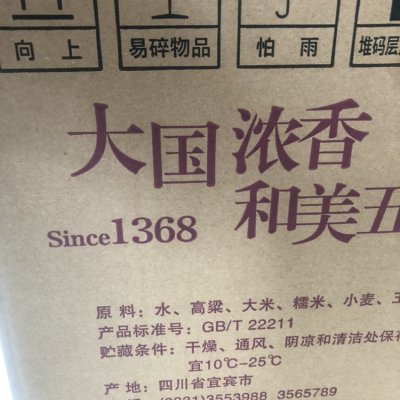 向上
易碎物品
怕雨
堆码层
大国浓香
和美五
Since1368
原料：水、高粱、大米、糯米、小麦、
产品标准号：GB/T 22211
贮藏条件：干燥、通风、阴凉和清洁处保存
宜10℃-25℃
产地：四川省宜宾市
(0831)3553988 3565789